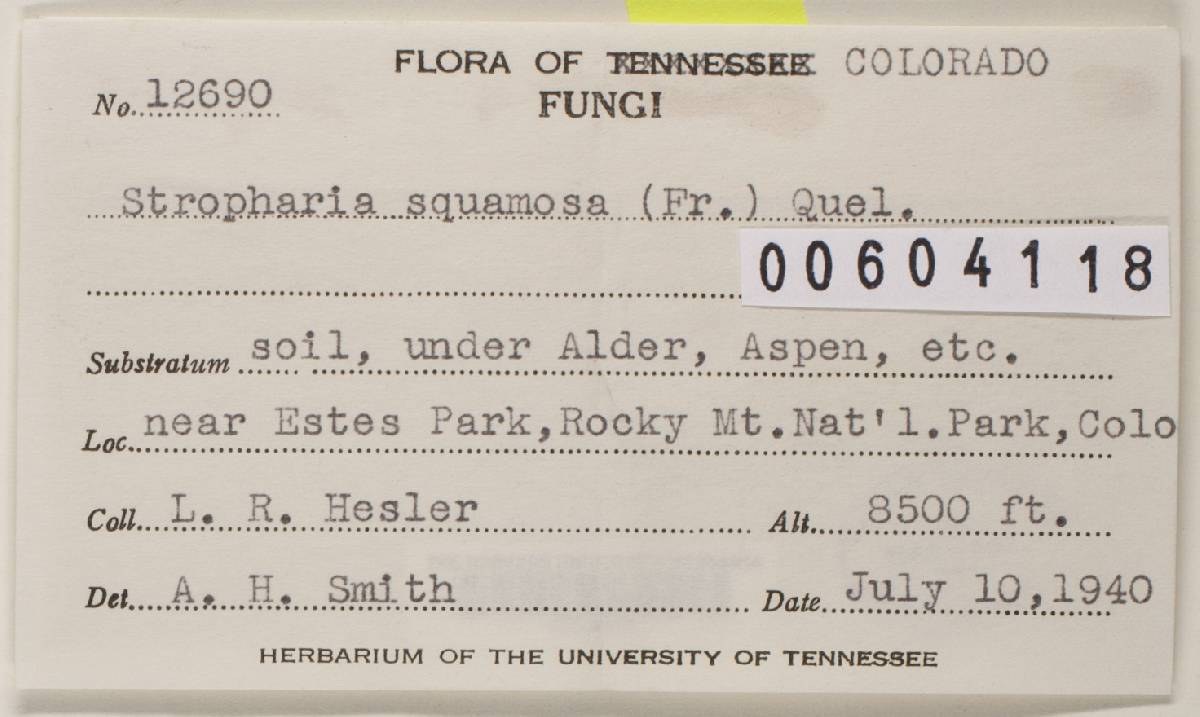 FLORA OF TENNESSEE COLORADO
No. 12690
FUNGI
Stropharia squamosa (Fr.) Quel.
00604118
Substratum soil, under Alder, Aspen, etc.
Loc. near Estes Park,Rocky Mt.Nat'l.Park,Colo
Coll. L. R. Hesler Alt. 8500 ft.
Det. A. H. Smith Date July 10,1940
HERBARIUM OF THE UNIVERSITY OF TENNESSEE